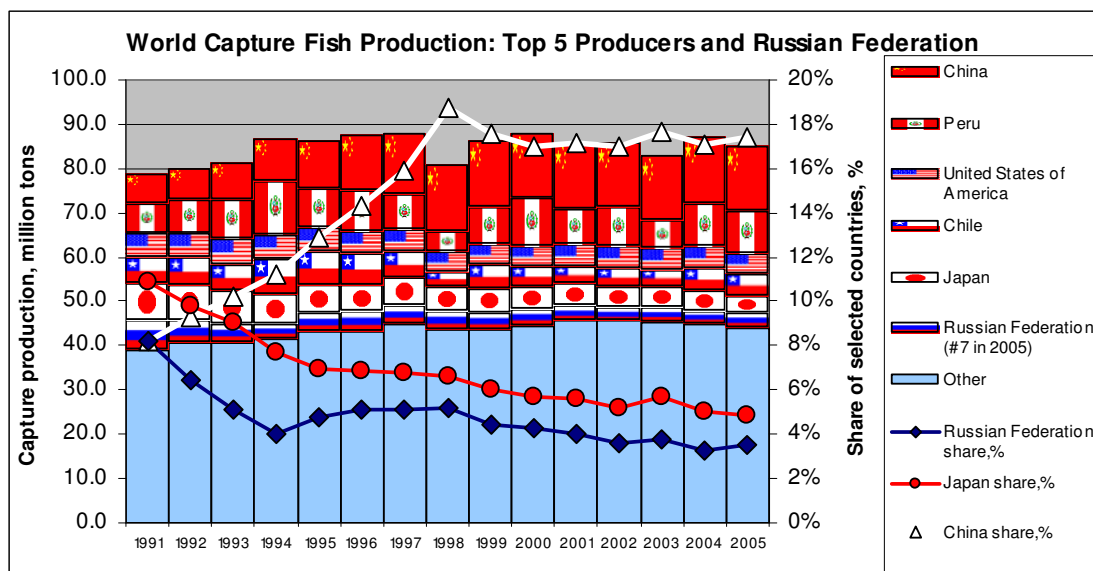 World Capture Fish Production: Top 5 Producers and Russian Federation
Capture production, million tons
100.0
90.0
80.0
70.0
60.0
50.0
40.0
30.0
20.0
10.0
0.0
20%
18%
16%
14%
12%
10%
8%
6%
4%
2%
0%
Share of selected countries, %
1991 1992 1993 1994 1995 1996 1997 1998 1999 2000 2001 2002 2003 2004 2005
China
Peru
United States of
America
Chile
Japan
Russian Federation
(#7 in 2005)
Other
Russian Federation
share,%
Japan share,%
China share,%